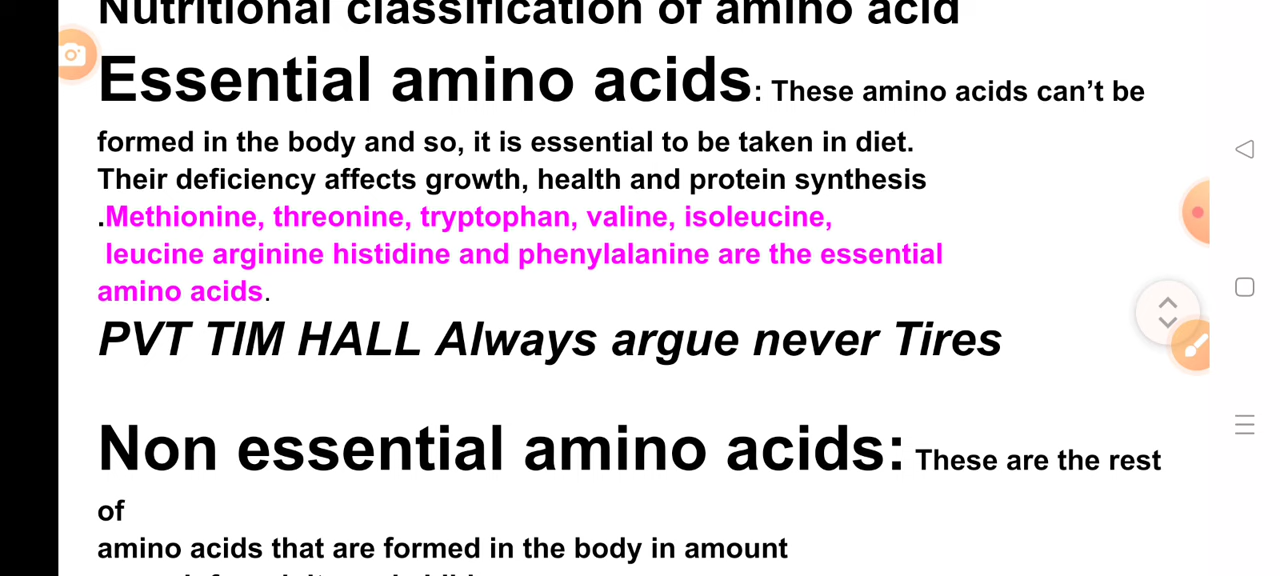 Nutritional classification of amino acid
Essential amino acids: These amino acids can’t be
formed in the body and so, it is essential to be taken in diet.
Their deficiency affects growth, health and protein synthesis
.Methionine, threonine, tryptophan, valine, isoleucine,
leucine arginine histidine and phenylalanine are the essential
amino acids.
PVT TIM HALL Always argue never Tires
Non essential amino acids: These are the rest
of
amino acids that are formed in the body in amount